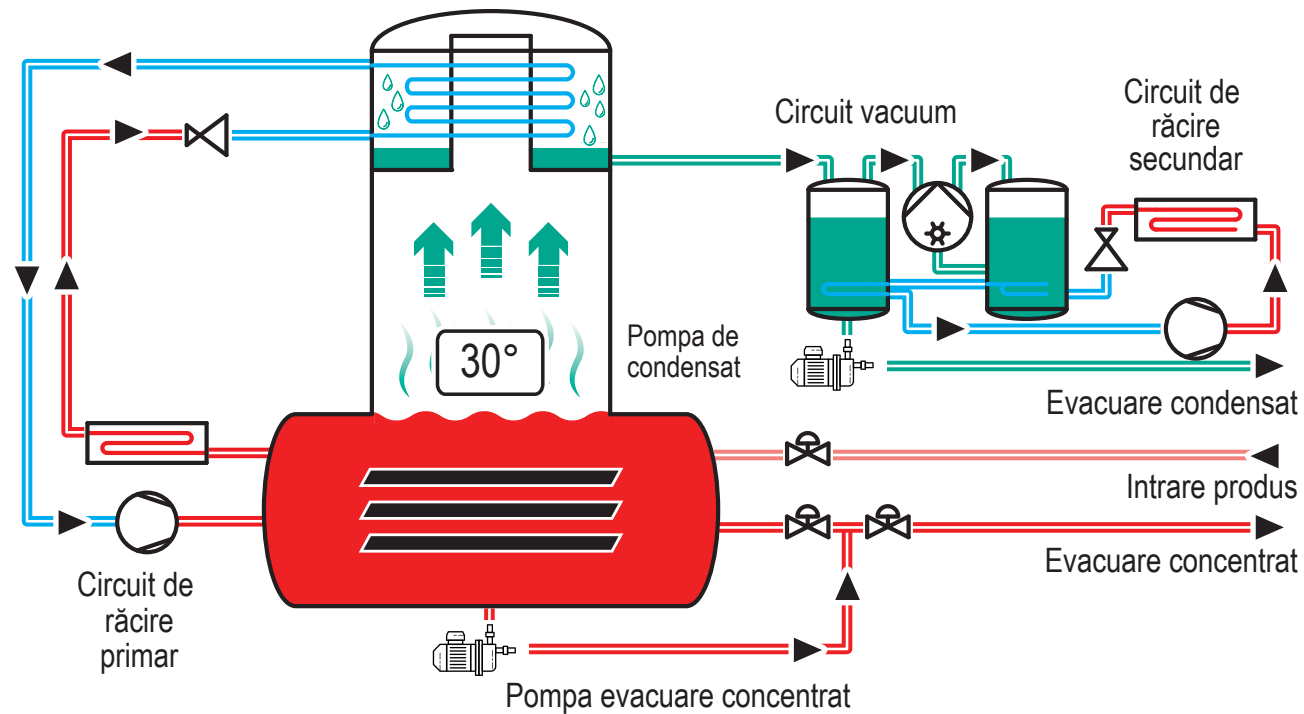 Circuit vacuum
Circuit de
răcire
secundar
30°
Pompa de
condensat
Evacuare condensat
Intrare produs
Evacuare concentrat
Circuit de
răcire
primar
Pompa evacuare concentrat